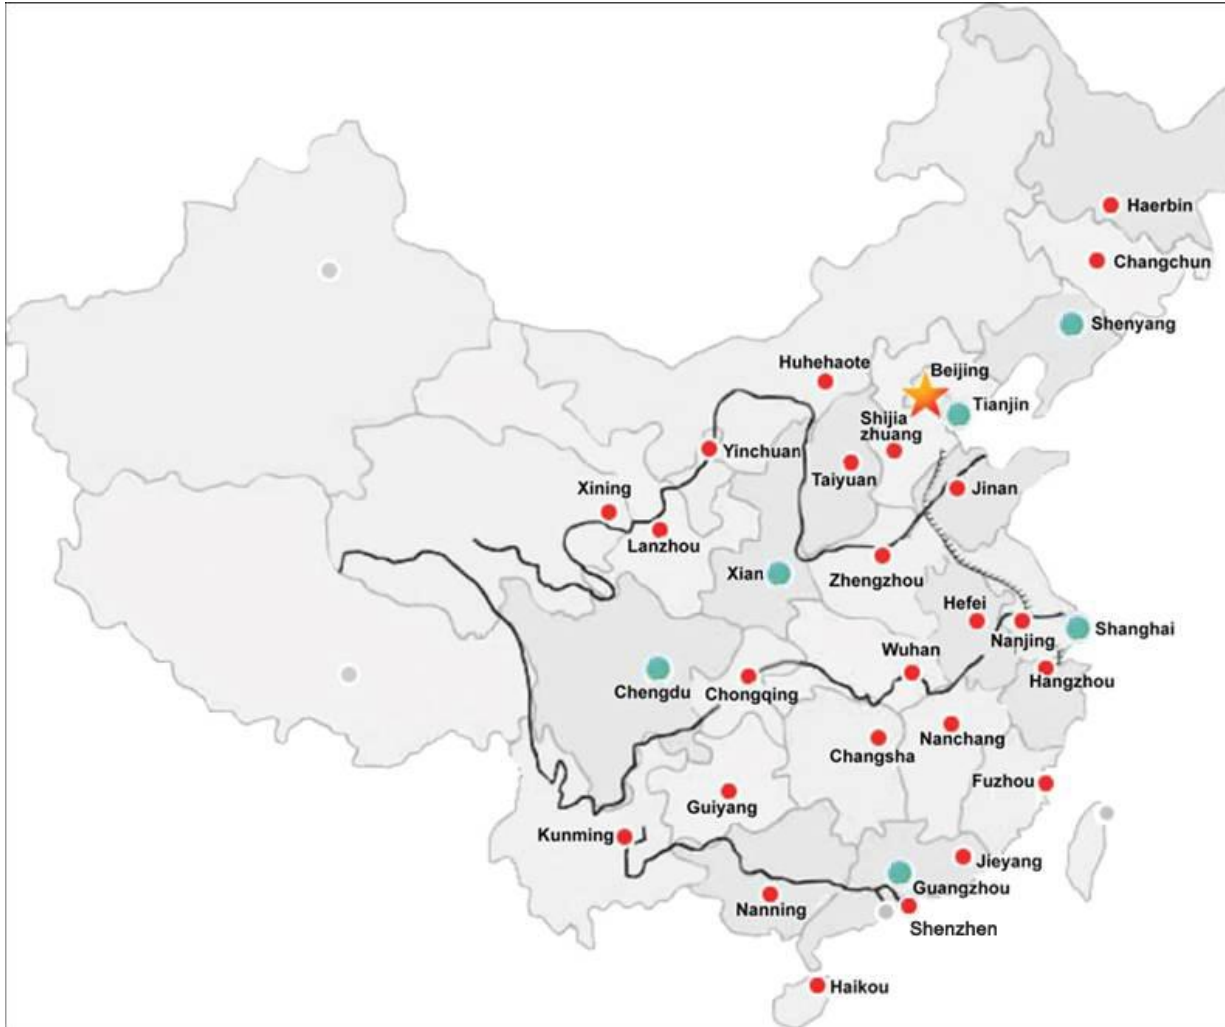 Haerbin
Changchun
Shenyang
Huhehaote
Beijing
Tianjin
Shijia
zhuang
Yinchuan
Taiyuan
Xining
Jinan
Lanzhou
Xian
Zhengzhou
Hefei
Nanjing
Shanghai
Wuhan
Hangzhou
Chengdu
Chongqing
Nanchang
Changsha
Fuzhou
Guiyang
Kunming
Jieyang
Guangzhou
Nanning
Shenzhen
Haikou